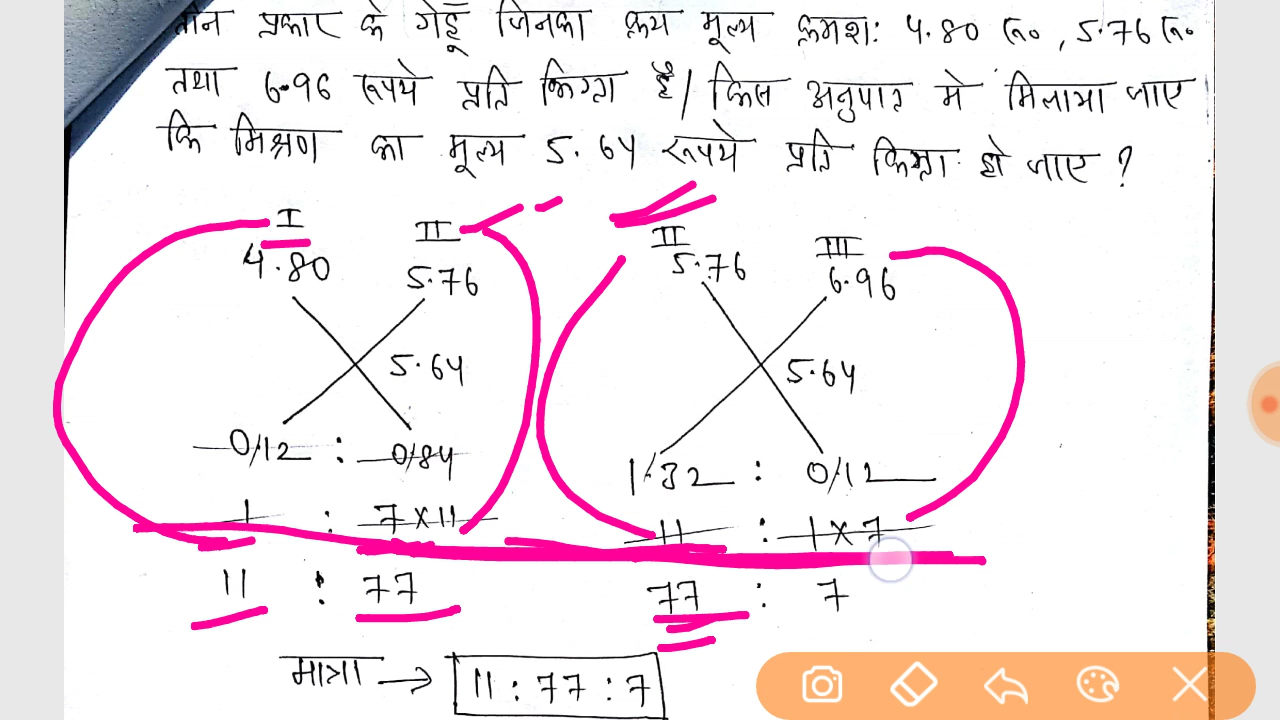 तीन प्रकार के गेहूँ जिनका क्रय मूल्य क्रमश: 4.80 रु०, 5.76 रु०
तथा 6.96 रूपये प्रति किग्रा है/ किस अनुपात मे मिलाया जाए
कि मिश्रण का मूल्य 5.64 रूपये प्रति किग्रा हो जाए ?
I II II III
4.80 5.76 5.76 6.96
5.64 5.64
0/12 : 0/84 1/32 : 0/12
1 : 7×11 11 : 1×7
11 : 77 77 : 7
मात्रा → 11 : 77 : 7